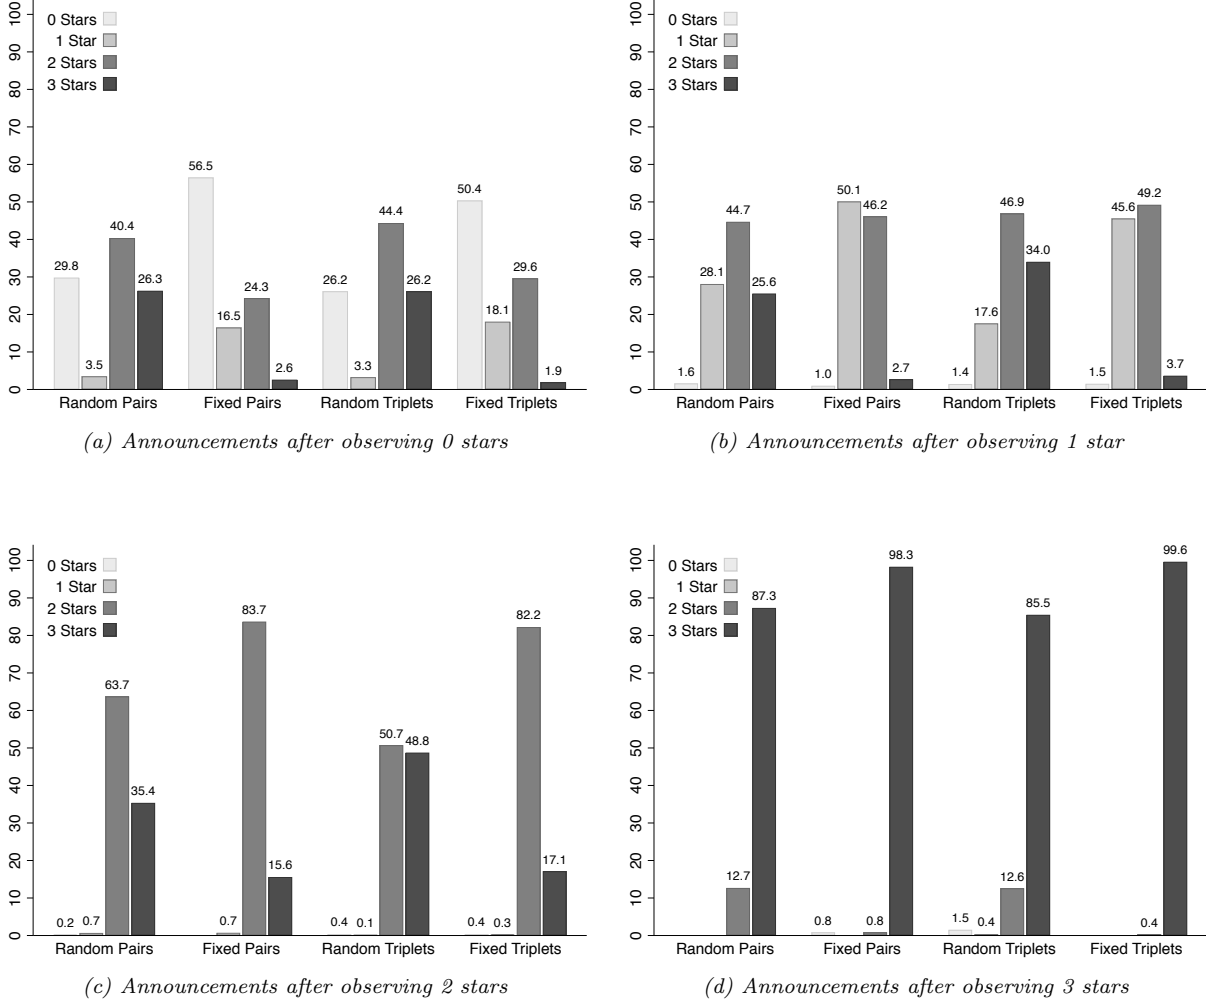 0 Stars
1 Star
2 Stars
3 Stars
0 10 20 30 40 50 60 70 80 90 100
29.8 3.5 40.4 26.3 56.5 16.5 24.3 2.6 26.2 3.3 44.4 26.2 50.4 18.1 29.6 1.9
Random Pairs Fixed Pairs Random Triplets Fixed Triplets
(a) Announcements after observing 0 stars
0 Stars
1 Star
2 Stars
3 Stars
0 10 20 30 40 50 60 70 80 90 100
1.6 28.1 44.7 25.6 1.0 50.1 46.2 2.7 1.4 17.6 46.9 34.0 1.5 45.6 49.2 3.7
Random Pairs Fixed Pairs Random Triplets Fixed Triplets
(b) Announcements after observing 1 star
0 Stars
1 Star
2 Stars
3 Stars
0 10 20 30 40 50 60 70 80 90 100
0.2 0.7 63.7 35.4 0.7 83.7 15.6 0.4 0.1 50.7 48.8 0.4 0.3 82.2 17.1
Random Pairs Fixed Pairs Random Triplets Fixed Triplets
(c) Announcements after observing 2 stars
0 Stars
1 Star
2 Stars
3 Stars
0 10 20 30 40 50 60 70 80 90 100
12.7 87.3 0.8 0.8 98.3 1.5 0.4 12.6 85.5 0.4 99.6
Random Pairs Fixed Pairs Random Triplets Fixed Triplets
(d) Announcements after observing 3 stars